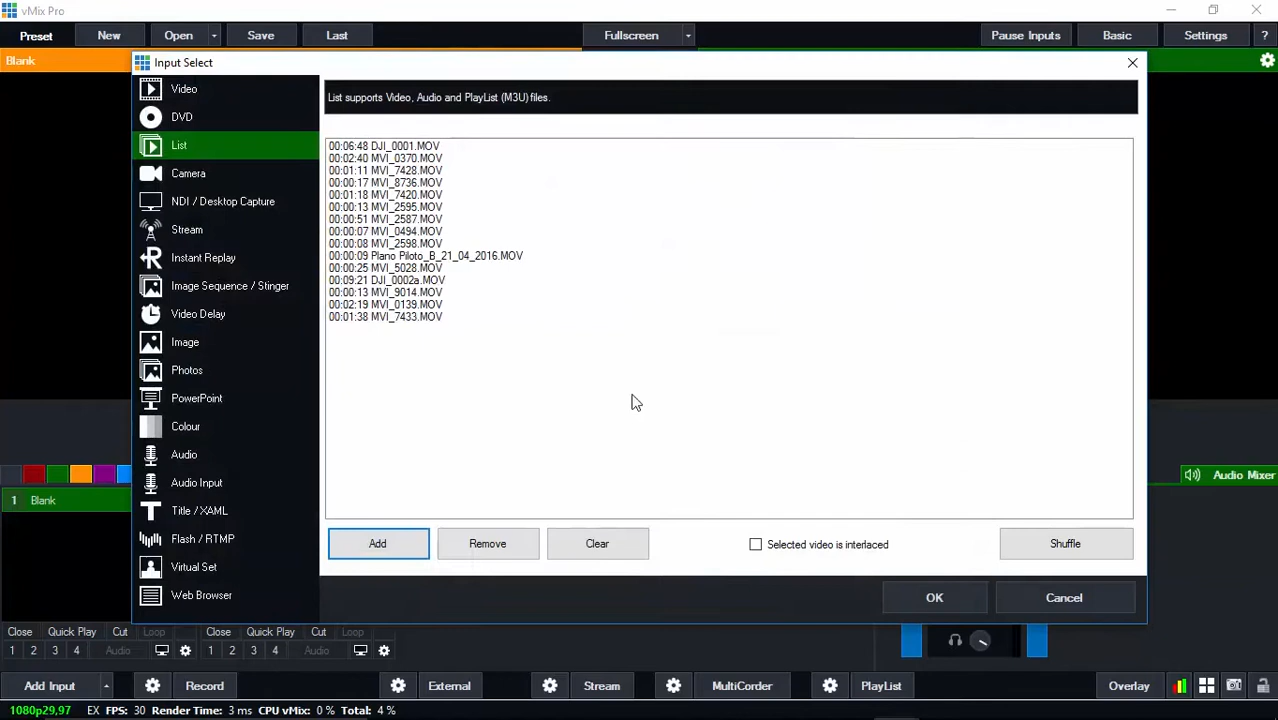 vMix Pro
Preset New Open Save Last Fullscreen Pause Inputs Basic Settings ?
Blank
Input Select
Video
DVD
List
Camera
NDI / Desktop Capture
Stream
Instant Replay
Image Sequence / Stinger
Video Delay
Image
Photos
PowerPoint
Colour
Audio
Audio Input
Title / XAML
Flash / RTMP
Virtual Set
Web Browser
List supports Video, Audio and PlayList (M3U) files.
00:06:48 DJI_0001.MOV
00:02:40 MVI_0370.MOV
00:01:11 MVI_7428.MOV
00:00:17 MVI_8736.MOV
00:01:18 MVI_7420.MOV
00:00:13 MVI_2595.MOV
00:00:51 MVI_2587.MOV
00:00:07 MVI_0494.MOV
00:00:08 MVI_2598.MOV
00:00:09 Plano Piloto_B_21_04_2016.MOV
00:00:25 MVI_5028.MOV
00:09:21 DJI_0002a.MOV
00:00:13 MVI_9014.MOV
00:02:19 MVI_0139.MOV
00:01:38 MVI_7433.MOV
Add Remove Clear Selected video is interlaced Shuffle
OK Cancel
Audio Mixer
1 Blank
Close Quick Play Cut Loop Close Quick Play Cut Loop
1 2 3 4 Audio 1 2 3 4 Audio
Add Input Record External Stream MultiCorder PlayList Overlay
1080p29,97 EX FPS: 30 Render Time: 3 ms CPU vMix: 0 % Total: 4 %